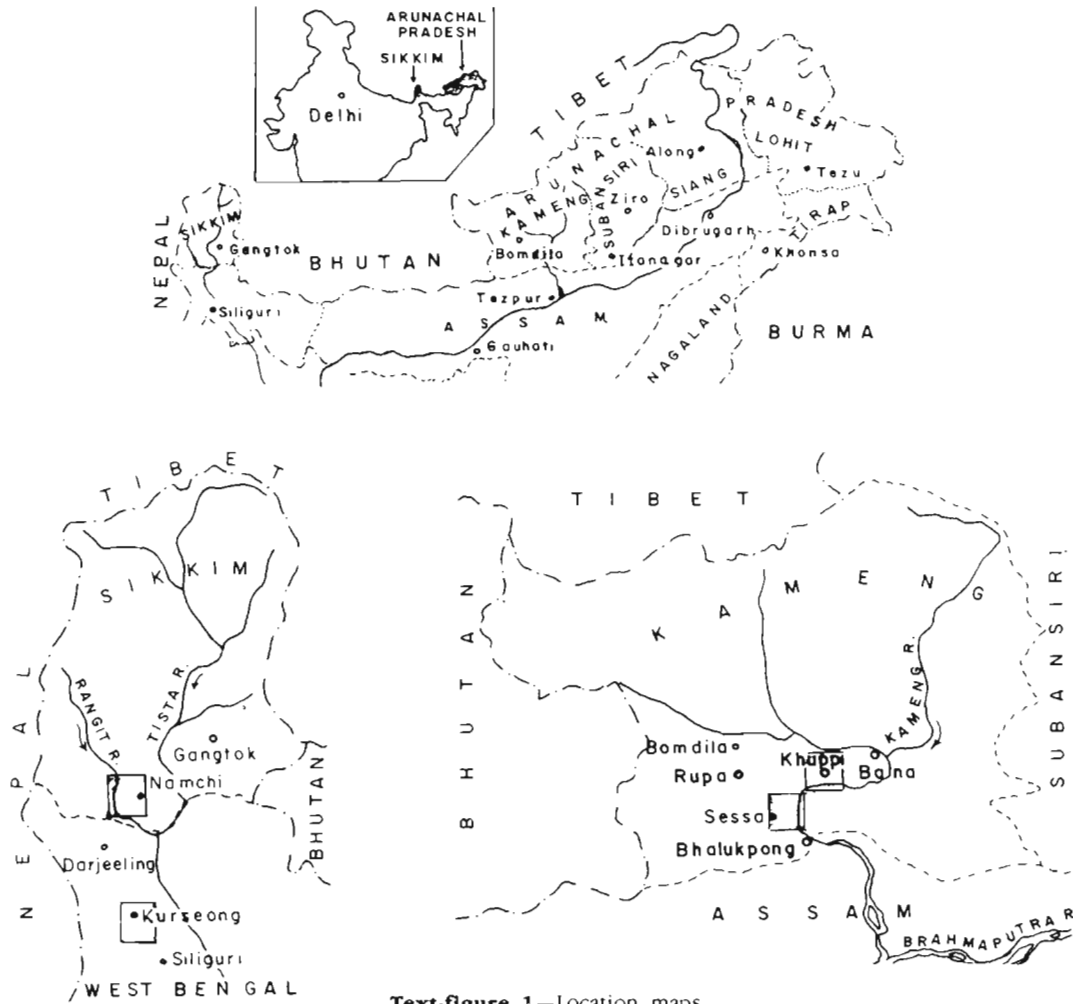 ARUNACHAL
PRADESH
SIKKIM
Delhi
TIBET
ARUNACHAL
PRADESH
LOHIT
Along
Tezu
KAMENG
SUBANSIRI
Ziro
SIANG
TIRAP
NEPAL
SIKKIM
Gangtok
BHUTAN
Bomdila
Dibrugarh
Itanagar
Khonsa
Siliguri
Tezpur
ASSAM
Gauhati
NAGALAND
BURMA
TIBET
SIKKIM
NEPAL
RANGIT R.
TISTA R.
Gangtok
Namchi
BHUTAN
Darjeeling
Kurseong
Siliguri
WEST BENGAL
TIBET
BHUTAN
KAMENG
SUBANSIRI
KAMENG R.
Bomdila
Khuppi
Rupa
Bana
Sessa
Bhalukpong
ASSAM
BRAHMAPUTRA R
Text-figure 1—Location maps